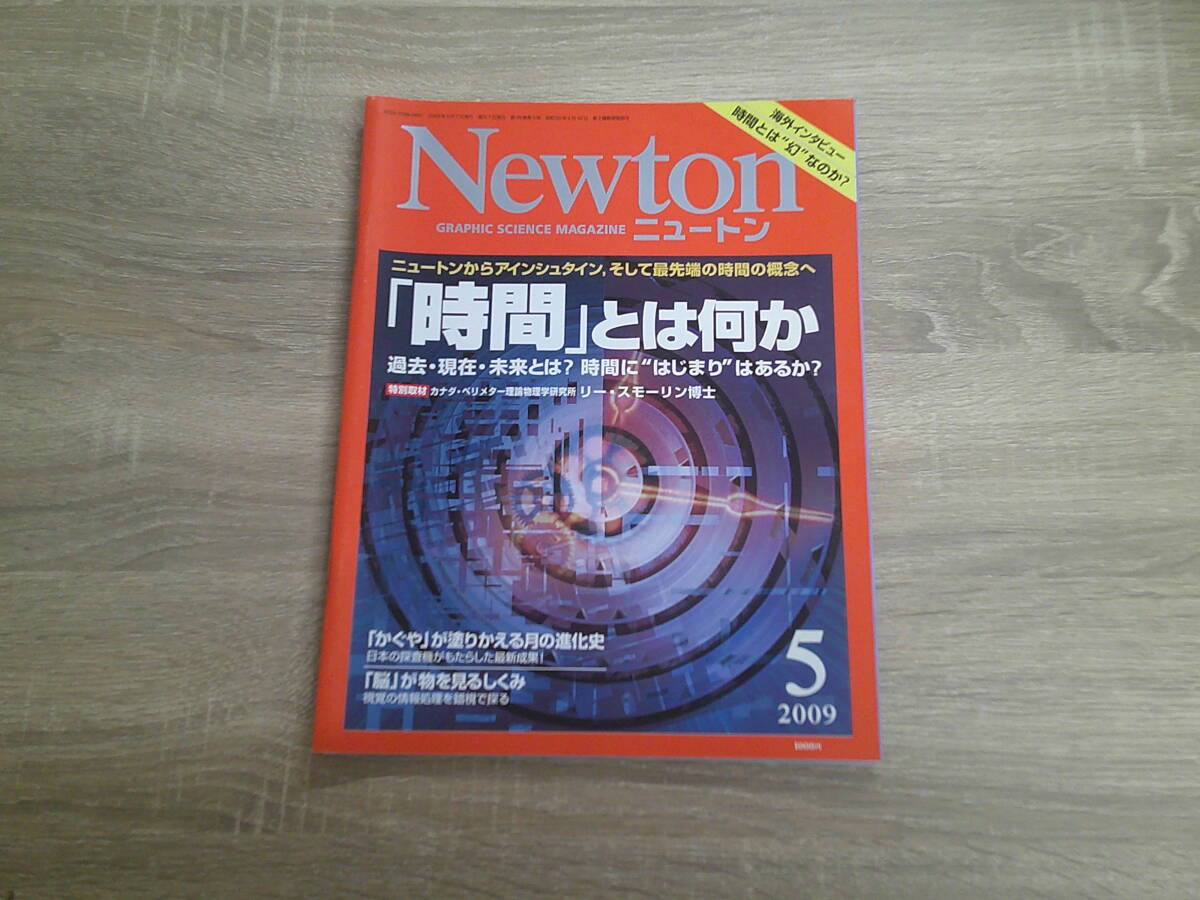 海外インタビュー
時間とは“幻”なのか?
Newton
GRAPHIC SCIENCE MAGAZINE ニュートン
ニュートンからアインシュタイン,そして最先端の時間の概念へ
「時間」とは何か
過去・現在・未来とは? 時間に“はじまり”はあるか?
特別取材 カナダ・ペリメター理論物理学研究所 リー・スモーリン博士
「かぐや」が塗りかえる月の進化史
日本の探査機がもたらした最新成果!
「脳」が物を見るしくみ
視覚の情報処理を錯視で探る
5
2009
1000円